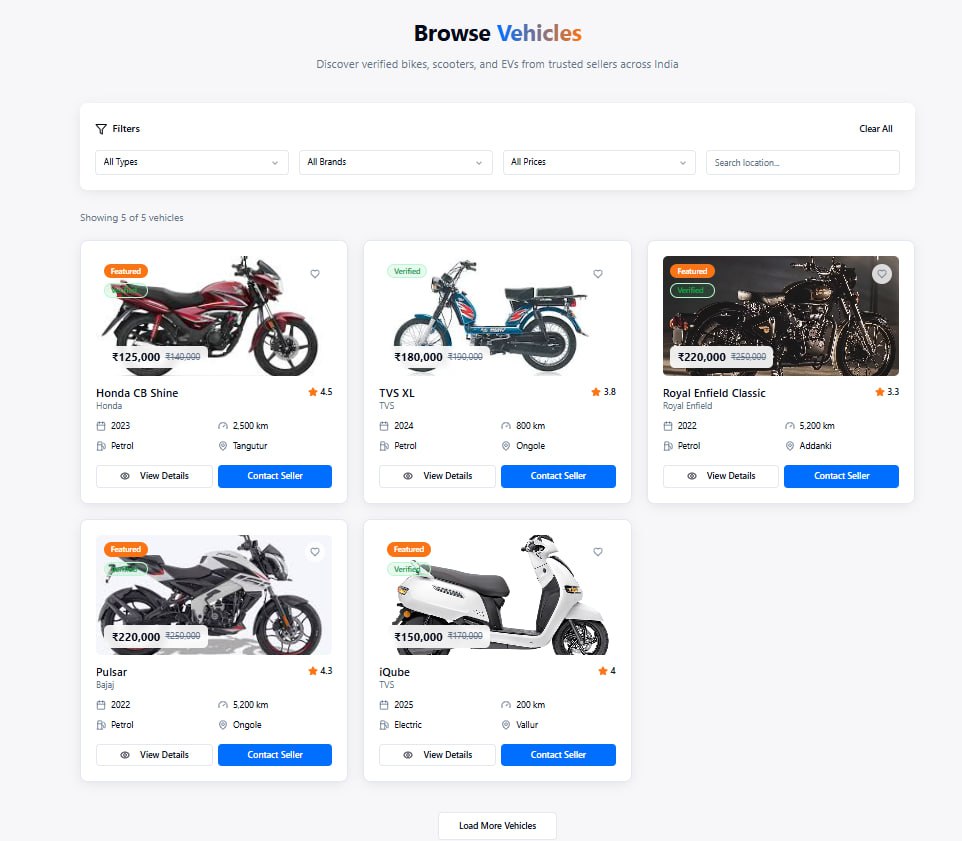 Browse Vehicles
Discover verified bikes, scooters, and EVs from trusted sellers across India
Filters
Clear All
All Types
All Brands
All Prices
Search location...
Showing 5 of 5 vehicles
Featured
Verified
₹125,000 ₹140,000
Honda CB Shine
4.5
Honda
2023
2,500 km
Petrol
Tangutur
View Details
Contact Seller
Verified
₹180,000 ₹190,000
TVS XL
3.8
TVS
2024
800 km
Petrol
Ongole
View Details
Contact Seller
Featured
Verified
₹220,000 ₹250,000
Royal Enfield Classic
3.3
Royal Enfield
2022
5,200 km
Petrol
Addanki
View Details
Contact Seller
Featured
Verified
₹220,000 ₹250,000
Pulsar
4.3
Bajaj
2022
5,200 km
Petrol
Ongole
View Details
Contact Seller
Featured
Verified
₹150,000 ₹170,000
iQube
4
TVS
2025
200 km
Electric
Vallur
View Details
Contact Seller
Load More Vehicles